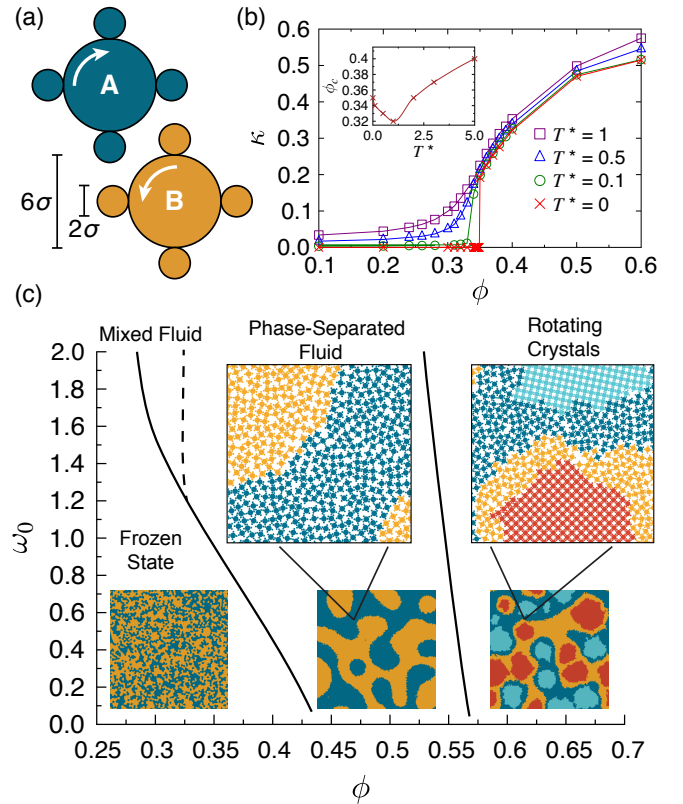 (a)
A
B
6σ
2σ
(b)
κ
0.6
0.5
0.4
0.3
0.2
0.1
0.0
0.1 0.2 0.3 0.4 0.5 0.6
ϕ
ϕc
0.4
0.38
0.36
0.34
0.32
0.0 2.5 5.0
T*
T* = 1
T* = 0.5
T* = 0.1
T* = 0
(c)
Mixed Fluid
Phase-Separated
Fluid
Rotating
Crystals
Frozen
State
ω0
2.0
1.8
1.6
1.4
1.2
1.0
0.8
0.6
0.4
0.2
0.0
0.25 0.3 0.35 0.4 0.45 0.5 0.55 0.6 0.65 0.7
ϕ